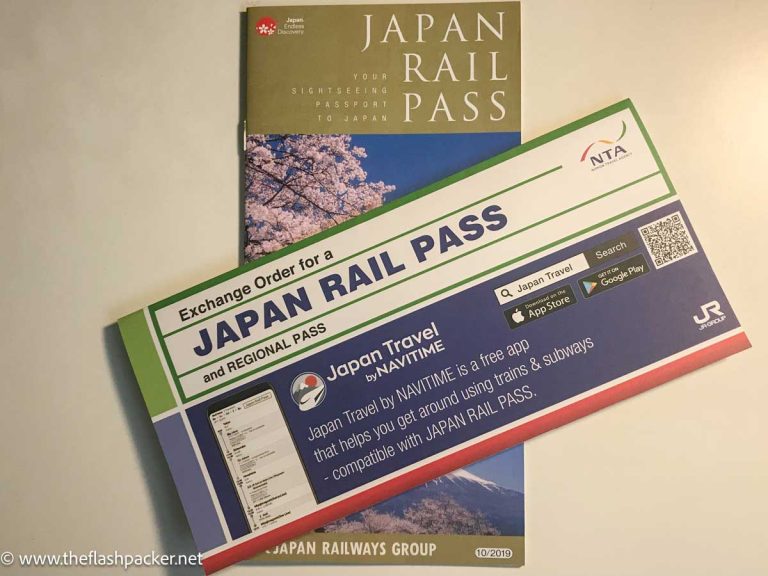 Japan.
Endless
Discovery
JAPAN
RAIL
PASS
YOUR
SIGHTSEEING
PASSPORT
TO JAPAN
NTA
NIPPON TRAVEL AGENCY
Exchange Order for a
JAPAN RAIL PASS
and REGIONAL PASS
Japan Travel
by NAVITIME
Japan Travel
Search
Download on the
App Store
GET IT ON
Google Play
JR
JR GROUP
Japan Travel by NAVITIME is a free app
that helps you get around using trains & subways
- compatible with JAPAN RAIL PASS.
JAPAN RAILWAYS GROUP
10/2019
© www.theflashpacker.net